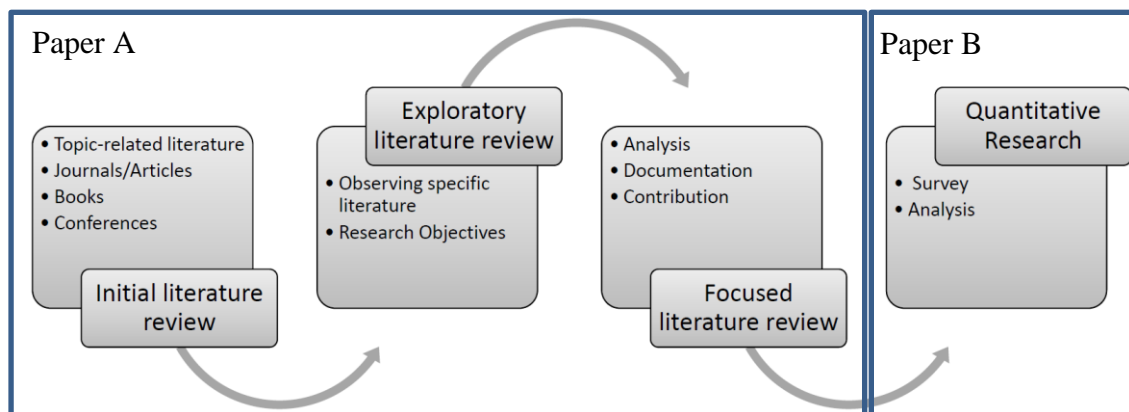 Paper A
• Topic-related literature
• Journals/Articles
• Books
• Conferences
Initial literature
review
Exploratory
literature review
• Observing specific
literature
• Research Objectives
• Analysis
• Documentation
• Contribution
Focused
literature review
Paper B
Quantitative
Research
• Survey
• Analysis